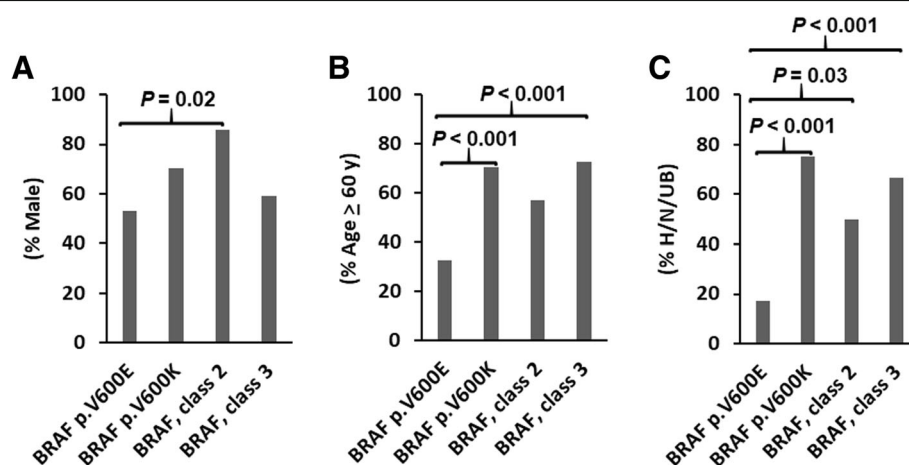 A
(% Male)
P = 0.02
100
80
60
40
20
0
BRAF p.V600E
BRAF p.V600K
BRAF, class 2
BRAF, class 3
B
(% Age ≥ 60 y)
P < 0.001
P < 0.001
100
80
60
40
20
0
BRAF p.V600E
BRAF p.V600K
BRAF, class 2
BRAF, class 3
C
(% H/N/UB)
P < 0.001
P = 0.03
P < 0.001
100
80
60
40
20
0
BRAF p.V600E
BRAF p.V600K
BRAF, class 2
BRAF, class 3